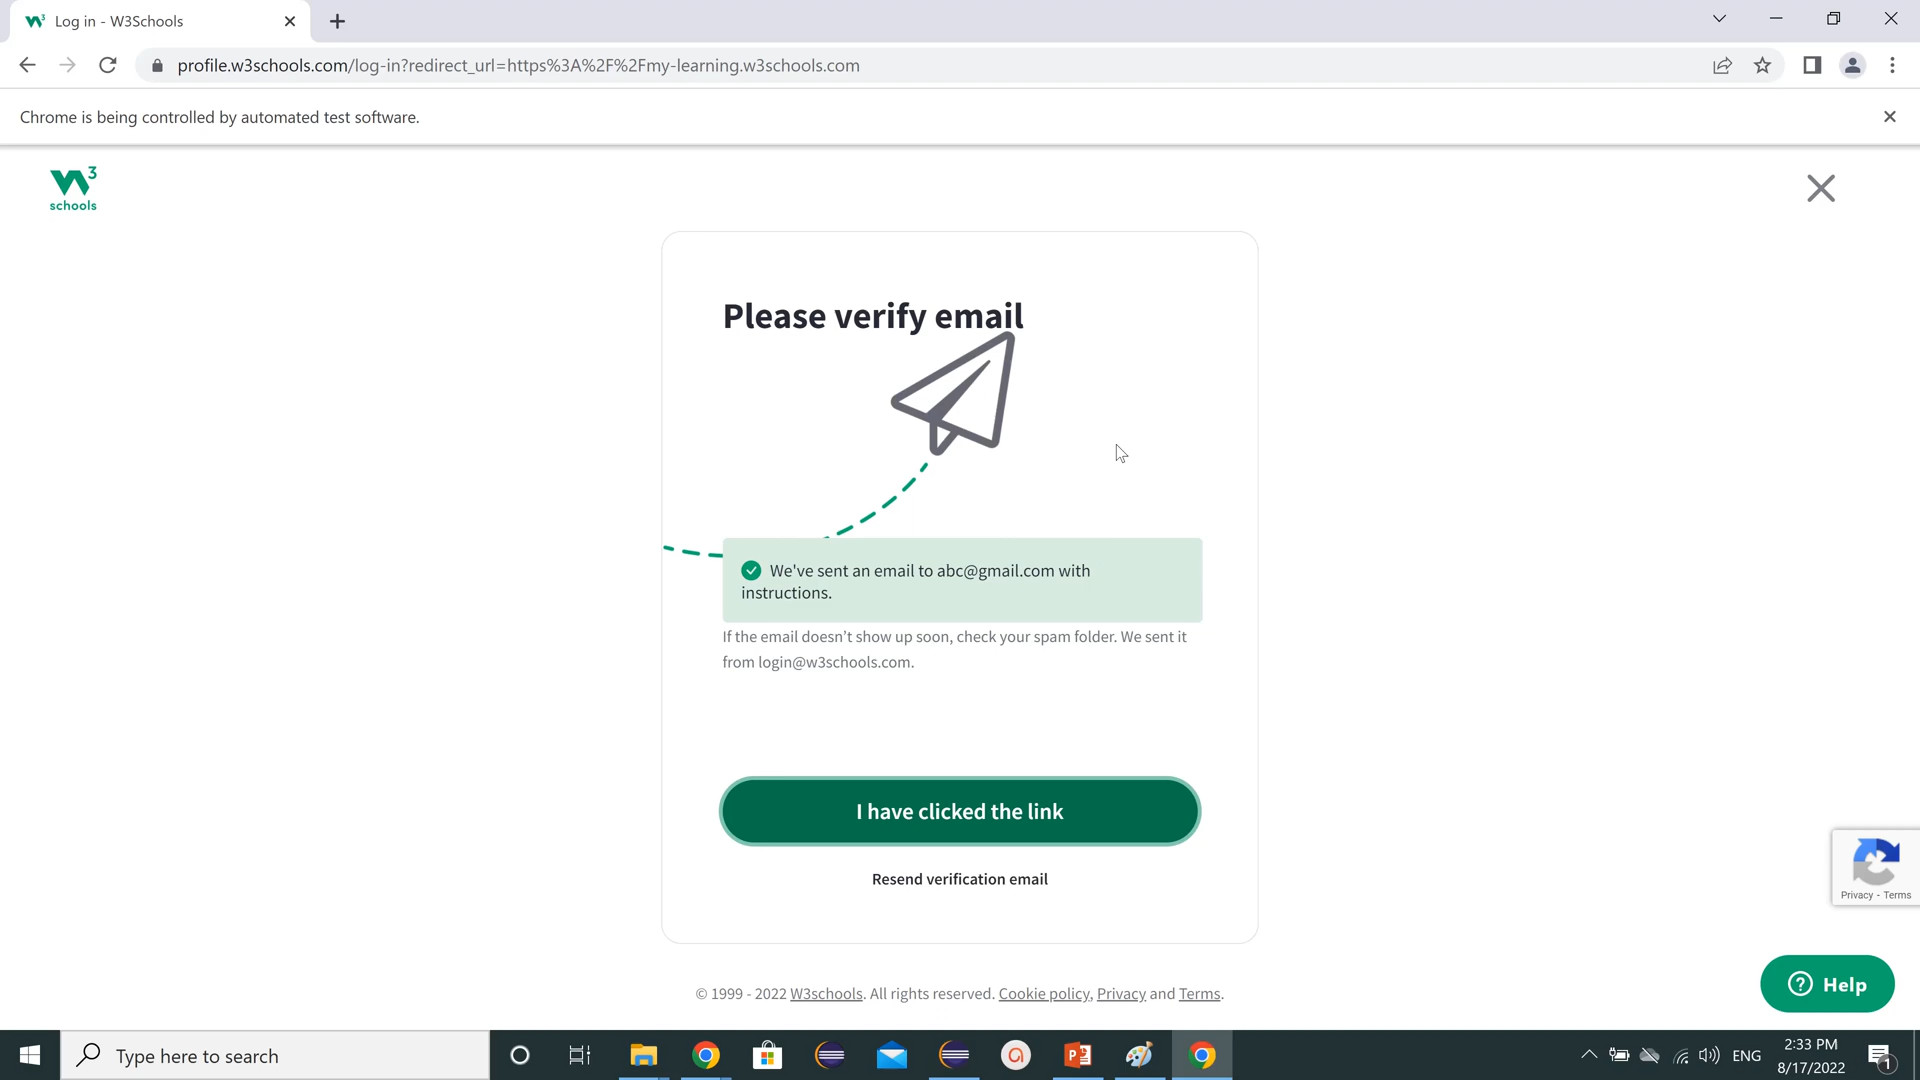 Log in - W3Schools
profile.w3schools.com/log-in?redirect_url=https%3A%2F%2Fmy-learning.w3schools.com
Chrome is being controlled by automated test software.
3
schools
Please verify email
We've sent an email to abc@gmail.com with
instructions.
If the email doesn’t show up soon, check your spam folder. We sent it
from login@w3schools.com.
I have clicked the link
Resend verification email
Privacy - Terms
© 1999 - 2022 W3schools. All rights reserved. Cookie policy, Privacy and Terms.
Help
Type here to search
ENG
2:33 PM
8/17/2022
1